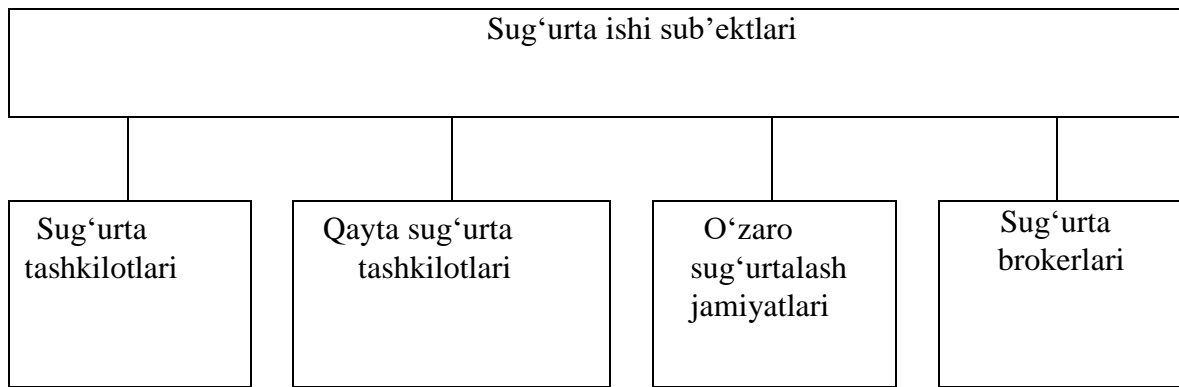 Sug‘urta ishi sub’ektlari
Sug‘urta
tashkilotlari
Qayta sug‘urta
tashkilotlari
O‘zaro
sug‘urtalash
jamiyatlari
Sug‘urta
brokerlari